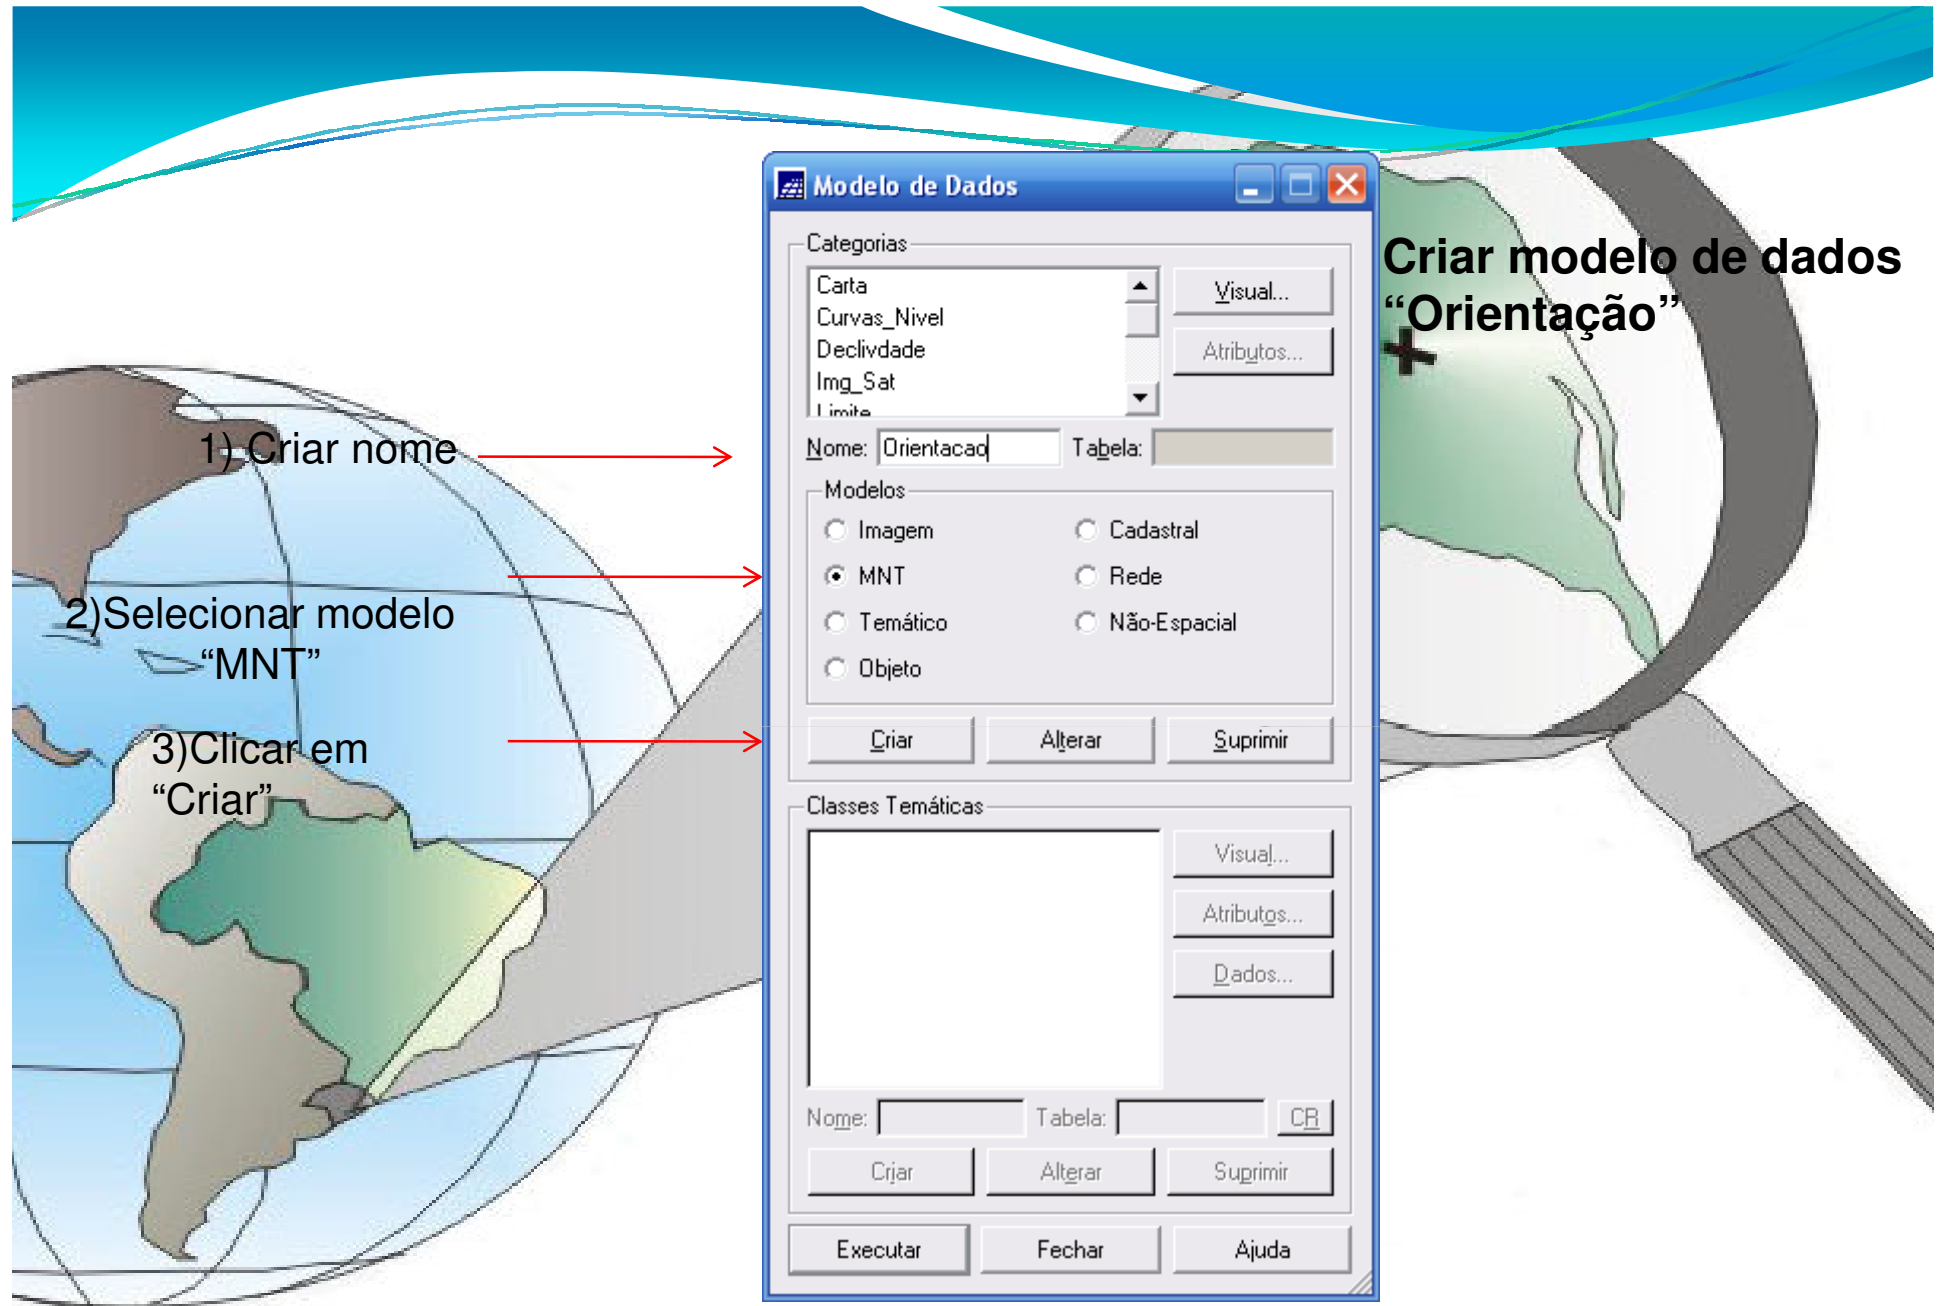 Criar modelo de dados
“Orientação”
1) Criar nome
2)Selecionar modelo
“MNT”
3)Clicar em
“Criar”
Modelo de Dados
Categorias
Carta
Curvas_Nivel
Declivdade
Img_Sat
Limite
Visual...
Atributos...
Nome: Orientacao Tabela:
Modelos
Imagem Cadastral
MNT Rede
Temático Não-Espacial
Objeto
Criar Alterar Suprimir
Classes Temáticas
Visual...
Atributos...
Dados...
Nome: Tabela: CR
Criar Alterar Suprimir
Executar Fechar Ajuda